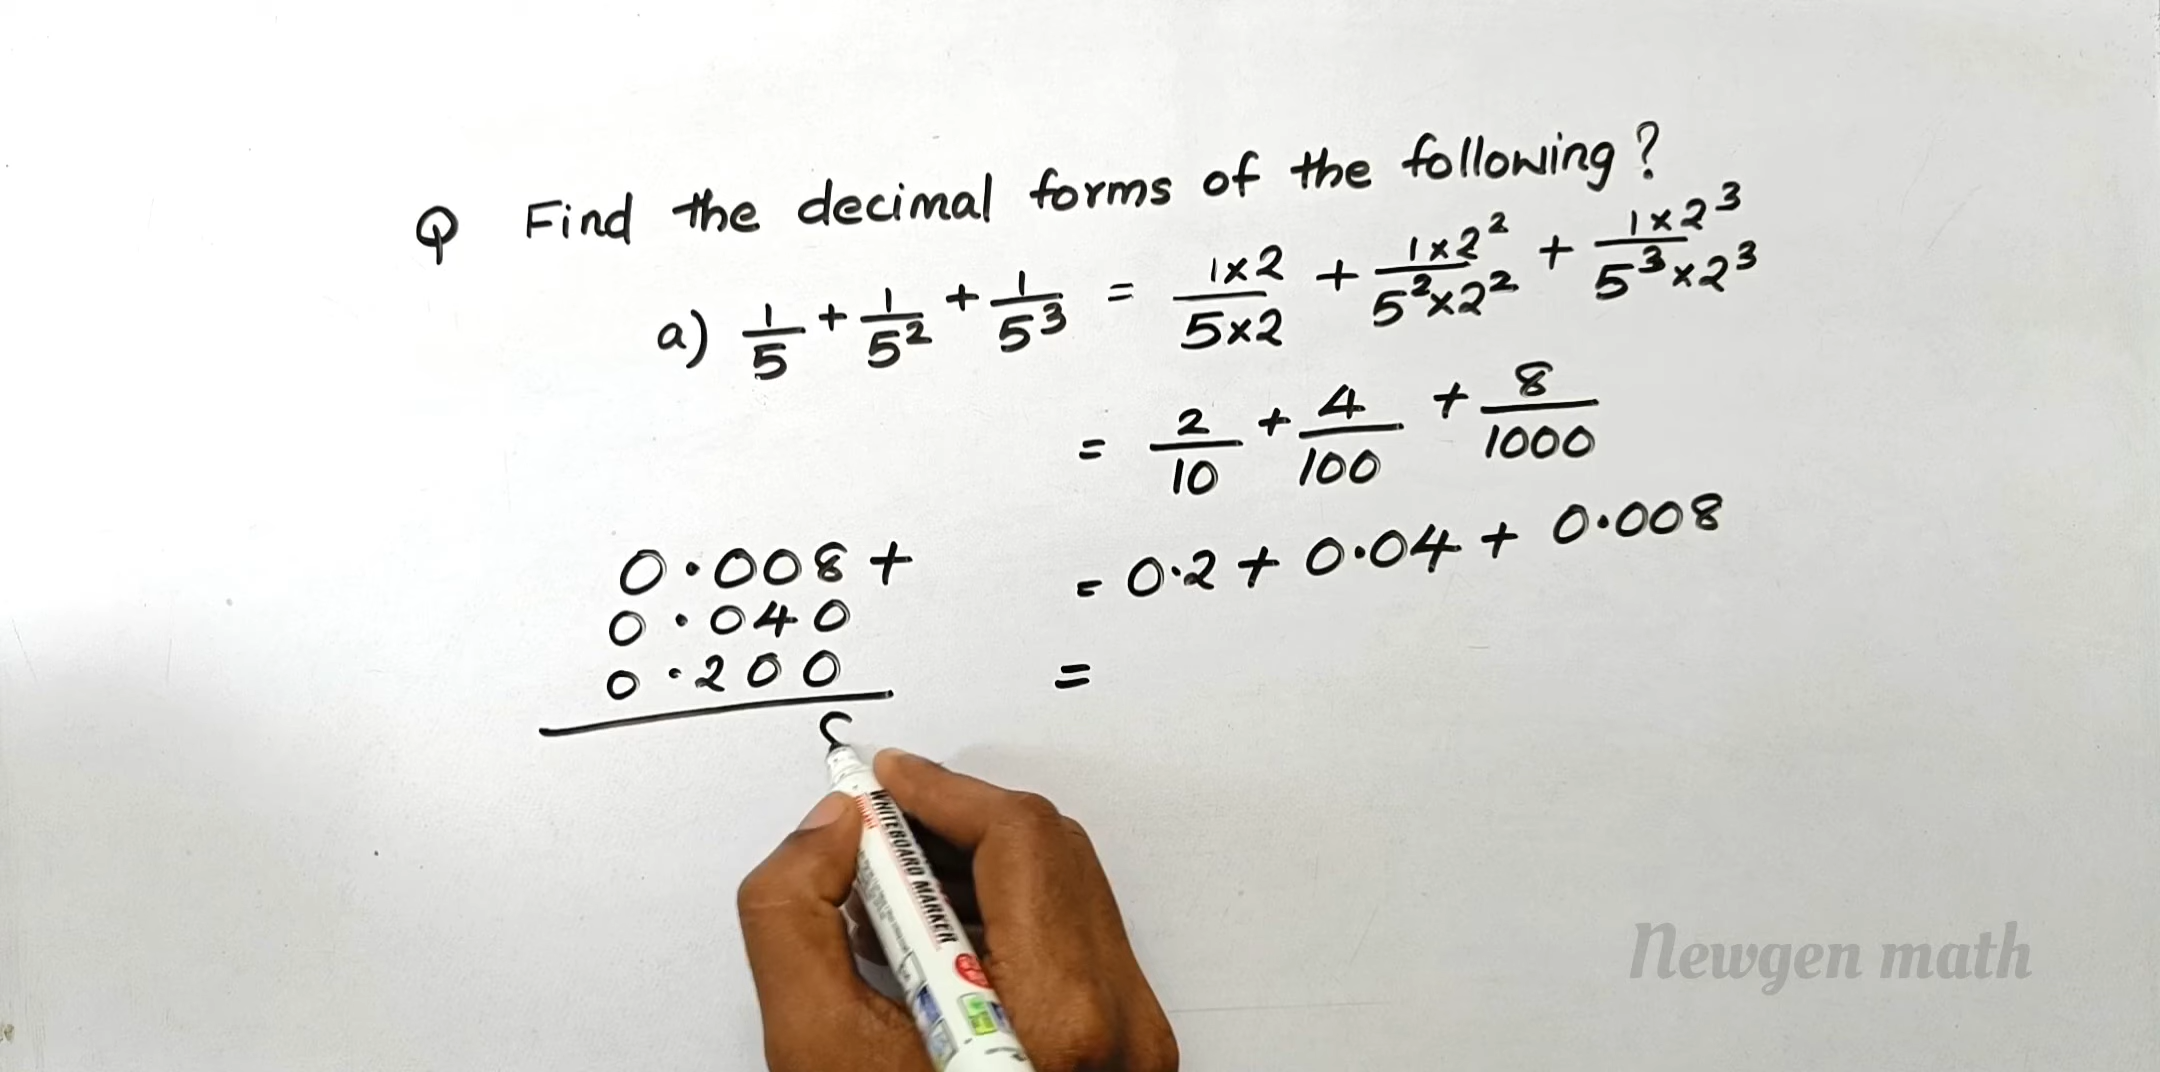 Q Find the decimal forms of the following?
a) 1/5 + 1/5² + 1/5³ = 1×2/5×2 + 1×2²/5²×2² + 1×2³/5³×2³
= 2/10 + 4/100 + 8/1000
= 0.2 + 0.04 + 0.008
=
0.008 +
0.040
0.200
WHITEBOARD MARKER
Newgen math